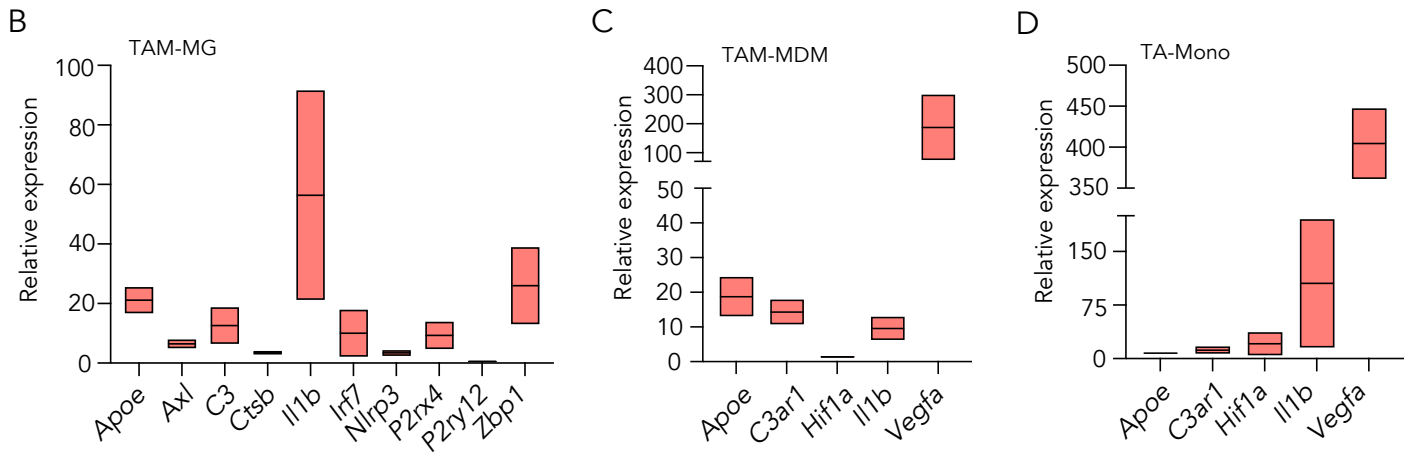 B
TAM-MG
Relative expression
100
80
60
40
20
0
Apoe
Axl
C3
Ctsb
Il1b
Irf7
Nlrp3
P2rx4
P2ry12
Zbp1
C
TAM-MDM
Relative expression
400
300
200
100
50
40
30
20
10
0
Apoe
C3ar1
Hif1a
Il1b
Vegfa
D
TA-Mono
Relative expression
500
450
400
350
150
75
0
Apoe
C3ar1
Hif1a
Il1b
Vegfa